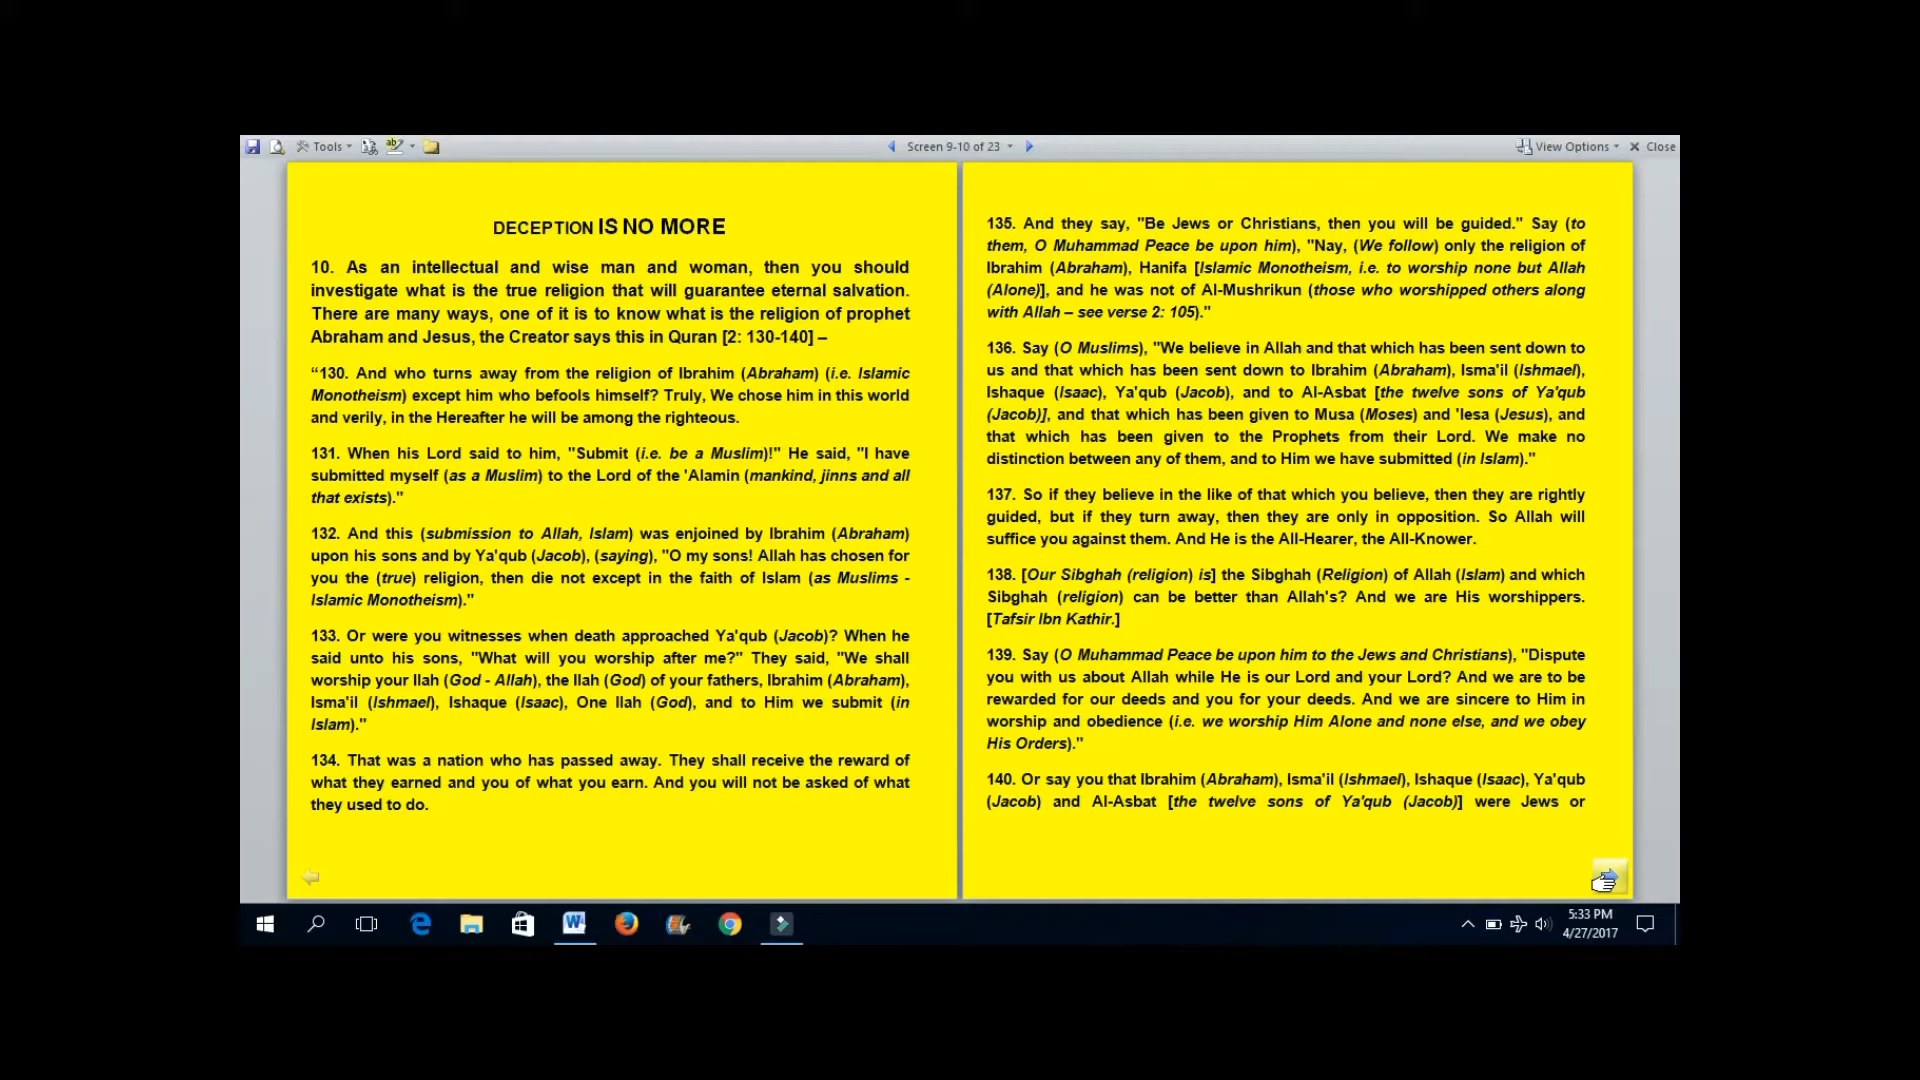 Tools
Screen 9-10 of 23
View Options
Close
DECEPTION IS NO MORE
10. As an intellectual and wise man and woman, then you should
investigate what is the true religion that will guarantee eternal salvation.
There are many ways, one of it is to know what is the religion of prophet
Abraham and Jesus, the Creator says this in Quran [2: 130-140] –
“130. And who turns away from the religion of Ibrahim (Abraham) (i.e. Islamic
Monotheism) except him who befools himself? Truly, We chose him in this world
and verily, in the Hereafter he will be among the righteous.
131. When his Lord said to him, "Submit (i.e. be a Muslim)!" He said, "I have
submitted myself (as a Muslim) to the Lord of the 'Alamin (mankind, jinns and all
that exists)."
132. And this (submission to Allah, Islam) was enjoined by Ibrahim (Abraham)
upon his sons and by Ya'qub (Jacob), (saying), "O my sons! Allah has chosen for
you the (true) religion, then die not except in the faith of Islam (as Muslims -
Islamic Monotheism)."
133. Or were you witnesses when death approached Ya'qub (Jacob)? When he
said unto his sons, "What will you worship after me?" They said, "We shall
worship your Ilah (God - Allah), the Ilah (God) of your fathers, Ibrahim (Abraham),
Isma'il (Ishmael), Ishaque (Isaac), One Ilah (God), and to Him we submit (in
Islam)."
134. That was a nation who has passed away. They shall receive the reward of
what they earned and you of what you earn. And you will not be asked of what
they used to do.
135. And they say, "Be Jews or Christians, then you will be guided." Say (to
them, O Muhammad Peace be upon him), "Nay, (We follow) only the religion of
Ibrahim (Abraham), Hanifa [Islamic Monotheism, i.e. to worship none but Allah
(Alone)], and he was not of Al-Mushrikun (those who worshipped others along
with Allah – see verse 2: 105)."
136. Say (O Muslims), "We believe in Allah and that which has been sent down to
us and that which has been sent down to Ibrahim (Abraham), Isma'il (Ishmael),
Ishaque (Isaac), Ya'qub (Jacob), and to Al-Asbat [the twelve sons of Ya'qub
(Jacob)], and that which has been given to Musa (Moses) and 'Iesa (Jesus), and
that which has been given to the Prophets from their Lord. We make no
distinction between any of them, and to Him we have submitted (in Islam)."
137. So if they believe in the like of that which you believe, then they are rightly
guided, but if they turn away, then they are only in opposition. So Allah will
suffice you against them. And He is the All-Hearer, the All-Knower.
138. [Our Sibghah (religion) is] the Sibghah (Religion) of Allah (Islam) and which
Sibghah (religion) can be better than Allah's? And we are His worshippers.
[Tafsir Ibn Kathir.]
139. Say (O Muhammad Peace be upon him to the Jews and Christians), "Dispute
you with us about Allah while He is our Lord and your Lord? And we are to be
rewarded for our deeds and you for your deeds. And we are sincere to Him in
worship and obedience (i.e. we worship Him Alone and none else, and we obey
His Orders)."
140. Or say you that Ibrahim (Abraham), Isma'il (Ishmael), Ishaque (Isaac), Ya'qub
(Jacob) and Al-Asbat [the twelve sons of Ya'qub (Jacob)] were Jews or
5:33 PM
4/27/2017